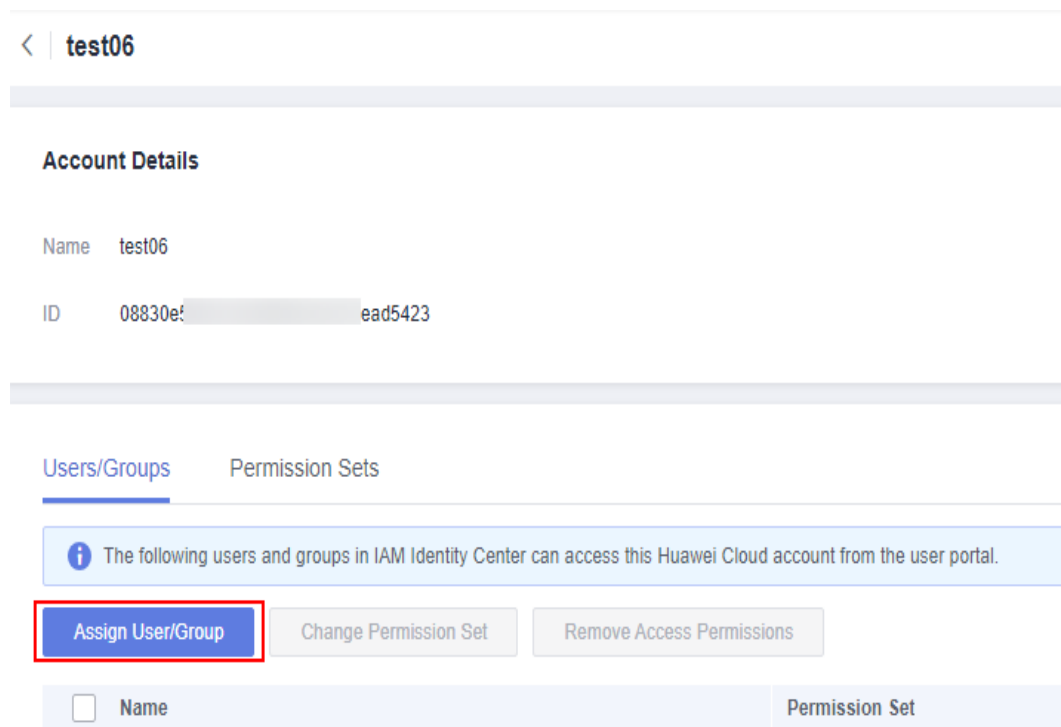 test06
Account Details
Name test06
ID 08830e ead5423
Users/Groups Permission Sets
The following users and groups in IAM Identity Center can access this Huawei Cloud account from the user portal.
Assign User/Group Change Permission Set Remove Access Permissions
Name Permission Set